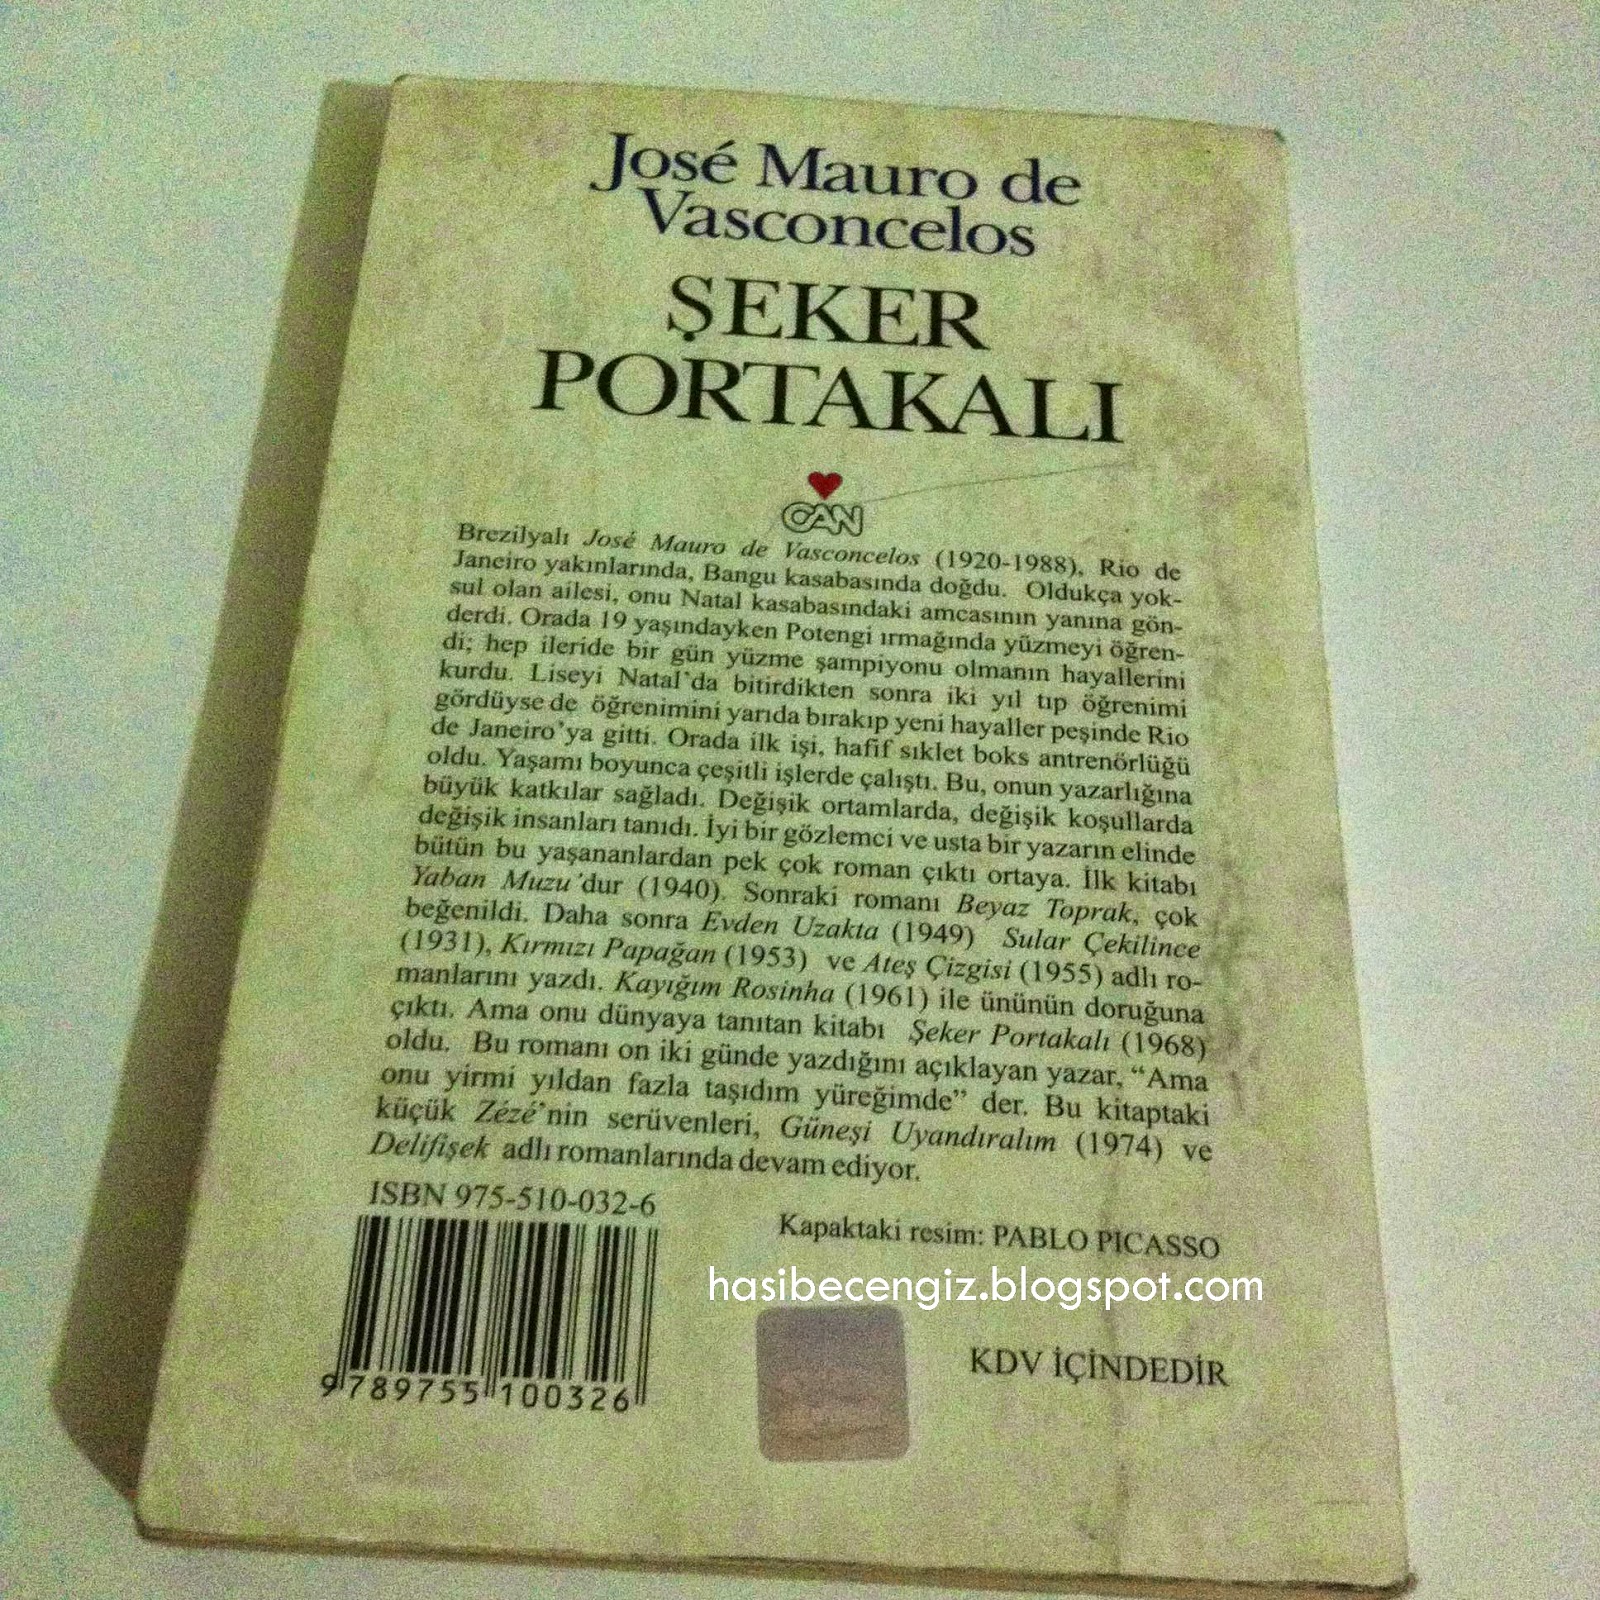 José Mauro de
Vasconcelos
ŞEKER
PORTAKALI
CAN
Brezilyalı José Mauro de Vasconcelos (1920-1988), Rio de
Janeiro yakınlarında, Bangu kasabasında doğdu. Oldukça yok-
sul olan ailesi, onu Natal kasabasındaki amcasının yanına gön-
derdi. Orada 19 yaşındayken Potengi ırmağında yüzmeyi öğren-
di; hep ileride bir gün yüzme şampiyonu olmanın hayallerini
kurdu. Liseyi Natal'da bitirdikten sonra iki yıl tıp öğrenimi
gördüyse de öğrenimini yarıda bırakıp yeni hayaller peşinde Rio
de Janeiro'ya gitti. Orada ilk işi, hafif sıklet boks antrenörlüğü
oldu. Yaşamı boyunca çeşitli işlerde çalıştı. Bu, onun yazarlığına
büyük katkılar sağladı. Değişik ortamlarda, değişik koşullarda
değişik insanları tanıdı. İyi bir gözlemci ve usta bir yazarın elinde
bütün bu yaşananlardan pek çok roman çıktı ortaya. İlk kitabı
Yaban Muzu'dur (1940). Sonraki romanı Beyaz Toprak, çok
beğenildi. Daha sonra Evden Uzakta (1949) Sular Çekilince
(1931), Kırmızı Papağan (1953) ve Ateş Çizgisi (1955) adlı ro-
manlarını yazdı. Kayığım Rosinha (1961) ile ününün doruğuna
çıktı. Ama onu dünyaya tanıtan kitabı Şeker Portakalı (1968)
oldu. Bu romanı on iki günde yazdığını açıklayan yazar, “Ama
onu yirmi yıldan fazla taşıdım yüreğimde” der. Bu kitaptaki
küçük Zézé'nin serüvenleri, Güneşi Uyandıralım (1974) ve
Delifişek adlı romanlarında devam ediyor.
ISBN 975-510-032-6
Kapaktaki resim: PABLO PICASSO
hasibecengiz.blogspot.com
KDV İÇİNDEDİR
9789755100326